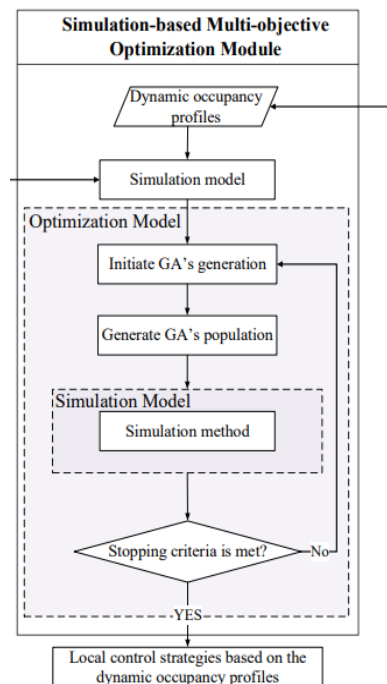 Simulation-based Multi-objective
Optimization Module
Dynamic occupancy
profiles
Simulation model
Optimization Model
Initiate GA's generation
Generate GA's population
Simulation Model
Simulation method
Stopping criteria is met?
No
YES
Local control strategies based on the
dynamic occupancy profiles